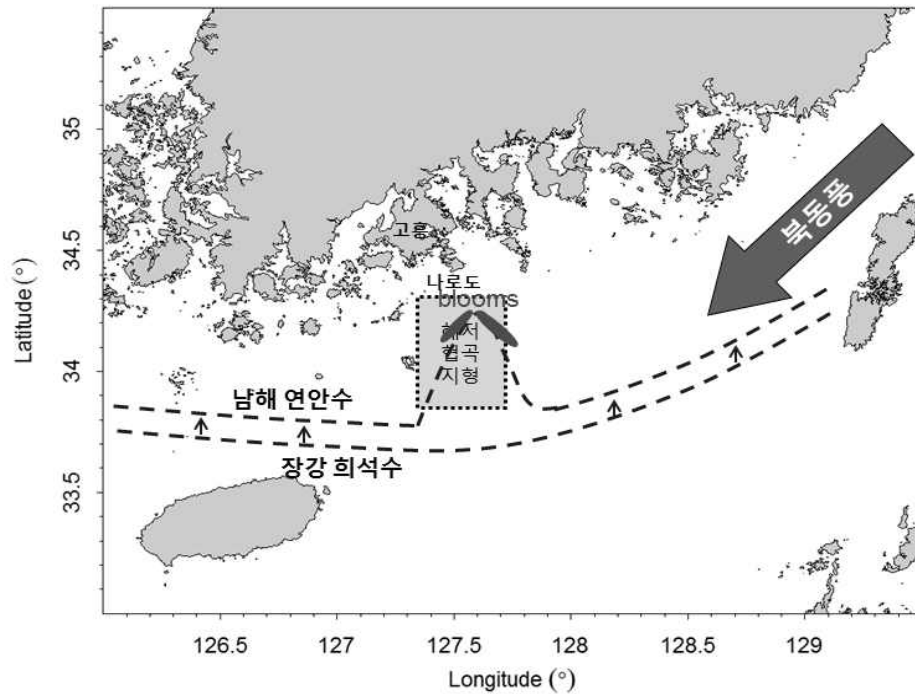 35
34.5
34
33.5
Latitude (°)
북동풍
고흥
나로도
blooms
해저
협곡
지형
남해 연안수
장강 희석수
126.5
127
127.5
128
128.5
129
Longitude (°)